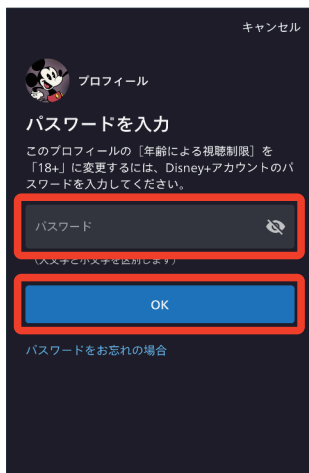 キャンセル
プロフィール
パスワードを入力
このプロフィールの［年齢による視聴制限］を
「18+」に変更するには、Disney+アカウントのパ
スワードを入力してください。
パスワード
（大文字と小文字を区別します）
OK
パスワードをお忘れの場合